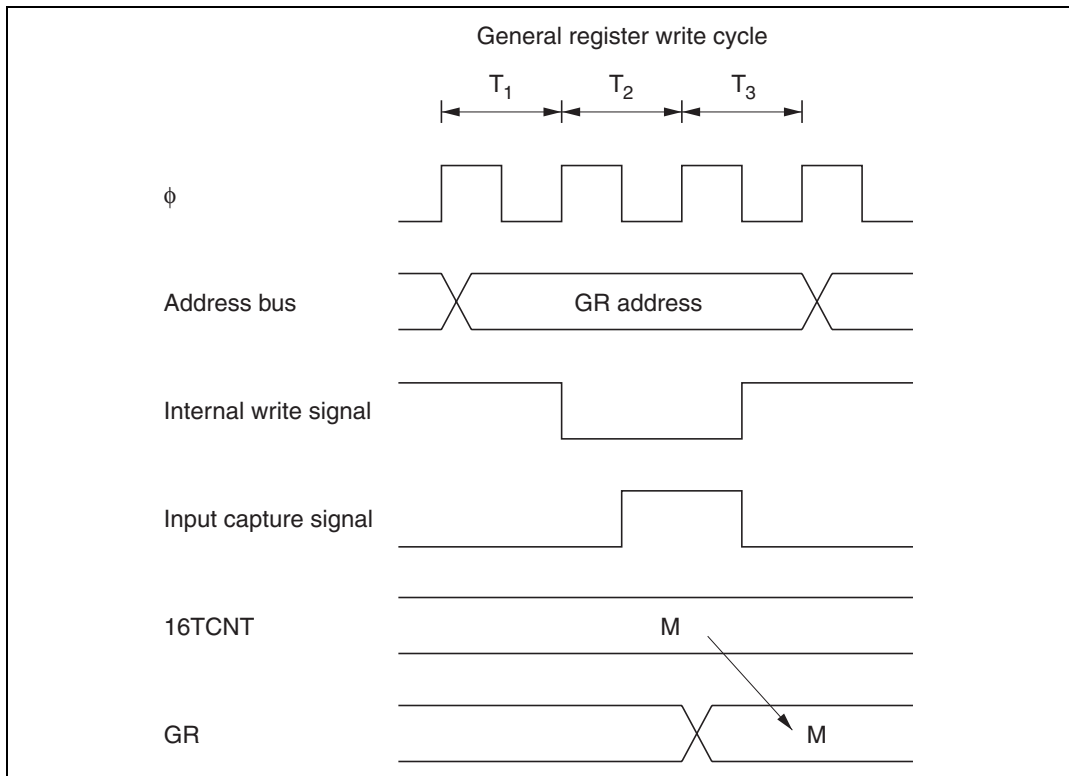 General register write cycle
T1 T2 T3
ϕ
Address bus GR address
Internal write signal
Input capture signal
16TCNT M
GR M